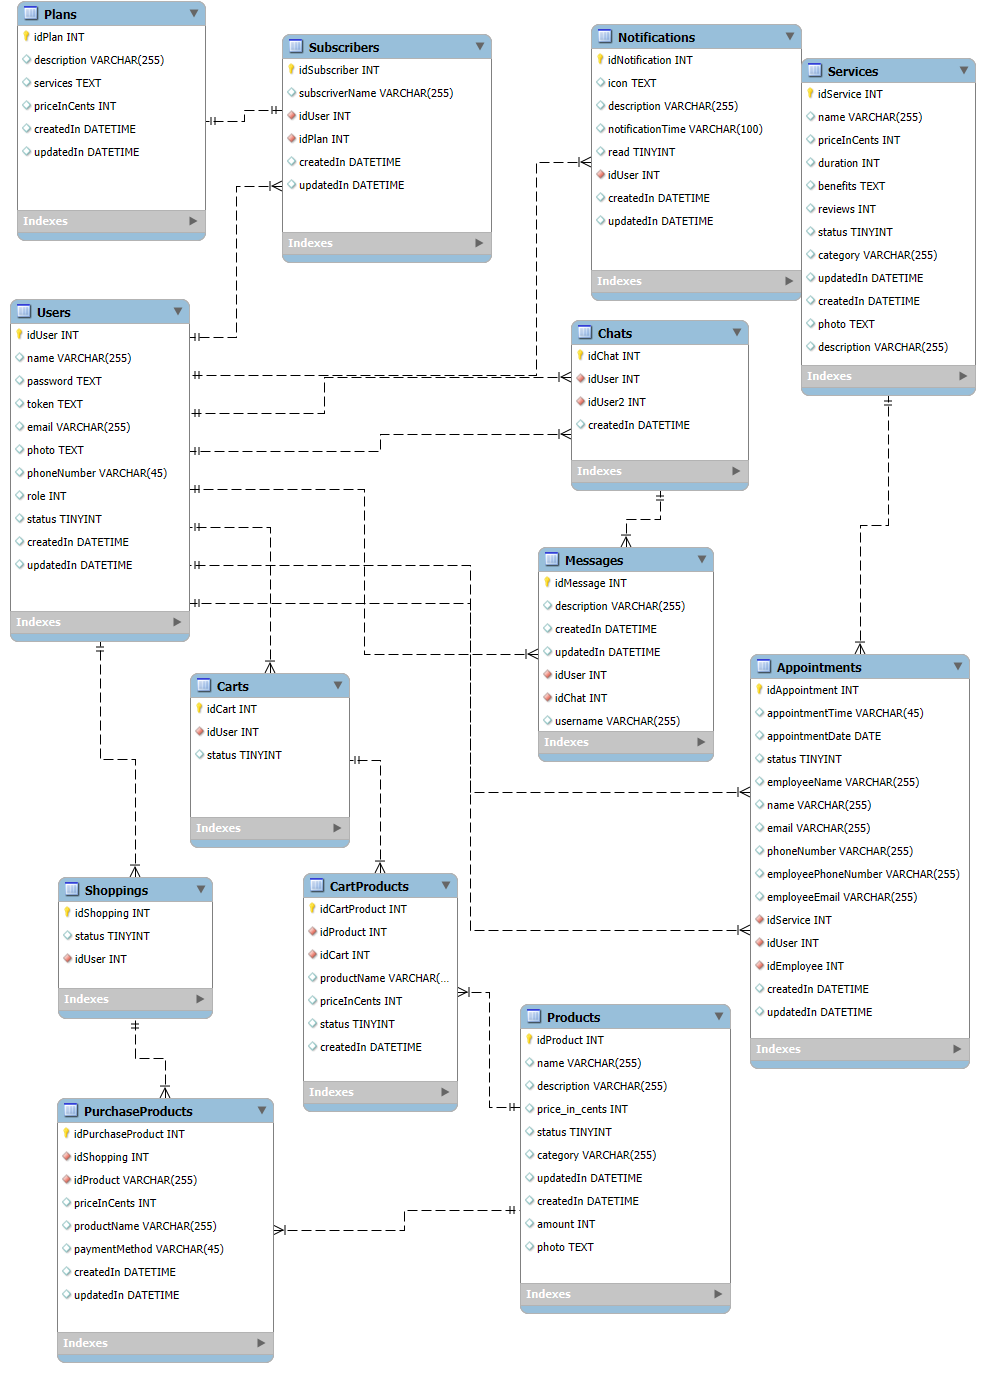 Plans
idPlan INT
description VARCHAR(255)
services TEXT
priceInCents INT
createdIn DATETIME
updatedIn DATETIME
Indexes
Subscribers
idSubscriber INT
subscriverName VARCHAR(255)
idUser INT
idPlan INT
createdIn DATETIME
updatedIn DATETIME
Indexes
Notifications
idNotification INT
icon TEXT
description VARCHAR(255)
notificationTime VARCHAR(100)
read TINYINT
idUser INT
createdIn DATETIME
updatedIn DATETIME
Indexes
Services
idService INT
name VARCHAR(255)
priceInCents INT
duration INT
benefits TEXT
reviews INT
status TINYINT
category VARCHAR(255)
updatedIn DATETIME
createdIn DATETIME
photo TEXT
description VARCHAR(255)
Indexes
Users
idUser INT
name VARCHAR(255)
password TEXT
token TEXT
email VARCHAR(255)
photo TEXT
phoneNumber VARCHAR(45)
role INT
status TINYINT
createdIn DATETIME
updatedIn DATETIME
Indexes
Chats
idChat INT
idUser INT
idUser2 INT
createdIn DATETIME
Indexes
Messages
idMessage INT
description VARCHAR(255)
createdIn DATETIME
updatedIn DATETIME
idUser INT
idChat INT
username VARCHAR(255)
Indexes
Carts
idCart INT
idUser INT
status TINYINT
Indexes
Appointments
idAppointment INT
appointmentTime VARCHAR(45)
appointmentDate DATE
status TINYINT
employeeName VARCHAR(255)
name VARCHAR(255)
email VARCHAR(255)
phoneNumber VARCHAR(255)
employeePhoneNumber VARCHAR(255)
employeeEmail VARCHAR(255)
idService INT
idUser INT
idEmployee INT
createdIn DATETIME
updatedIn DATETIME
Indexes
Shoppings
idShopping INT
status TINYINT
idUser INT
Indexes
CartProducts
idCartProduct INT
idProduct INT
idCart INT
productName VARCHAR(...
priceInCents INT
status TINYINT
createdIn DATETIME
Indexes
Products
idProduct INT
name VARCHAR(255)
description VARCHAR(255)
price_in_cents INT
status TINYINT
category VARCHAR(255)
updatedIn DATETIME
createdIn DATETIME
amount INT
photo TEXT
Indexes
PurchaseProducts
idPurchaseProduct INT
idShopping INT
idProduct VARCHAR(255)
priceInCents INT
productName VARCHAR(255)
paymentMethod VARCHAR(45)
createdIn DATETIME
updatedIn DATETIME
Indexes